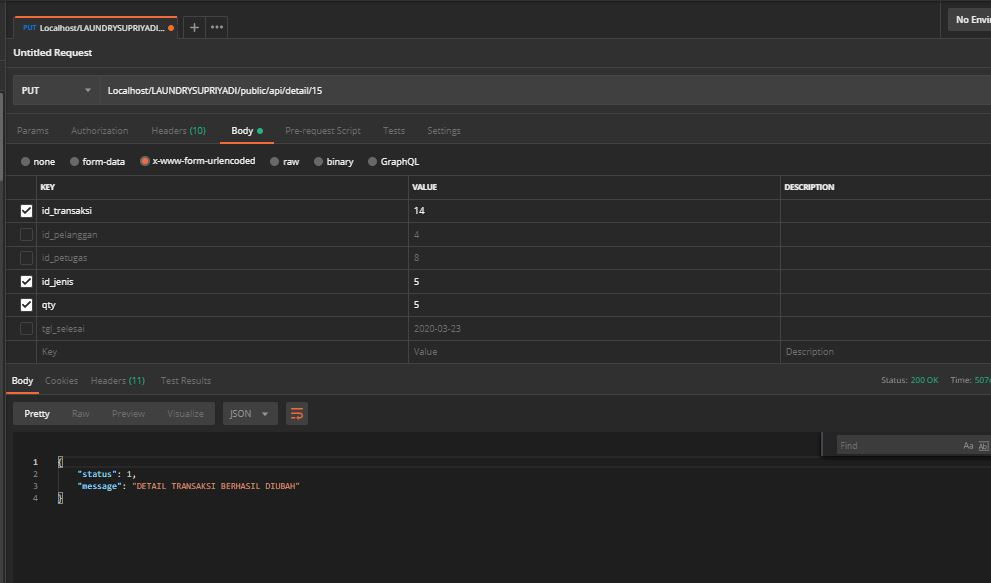 PUT Localhost/LAUNDRYSUPRIYADI... + •••
No Envi
Untitled Request
PUT Localhost/LAUNDRYSUPRIYADI/public/api/detail/15
Params Authorization Headers (10) Body Pre-request Script Tests Settings
none form-data x-www-form-urlencoded raw binary GraphQL
KEY VALUE DESCRIPTION
id_transaksi 14
id_pelanggan 4
id_petugas 8
id_jenis 5
qty 5
tgl_selesai 2020-03-23
Key Value Description
Body Cookies Headers (11) Test Results Status: 200 OK Time: 507
Pretty Raw Preview Visualize JSON
Find Aa Ab
1 {
2 "status": 1,
3 "message": "DETAIL TRANSAKSI BERHASIL DIUBAH"
4 }